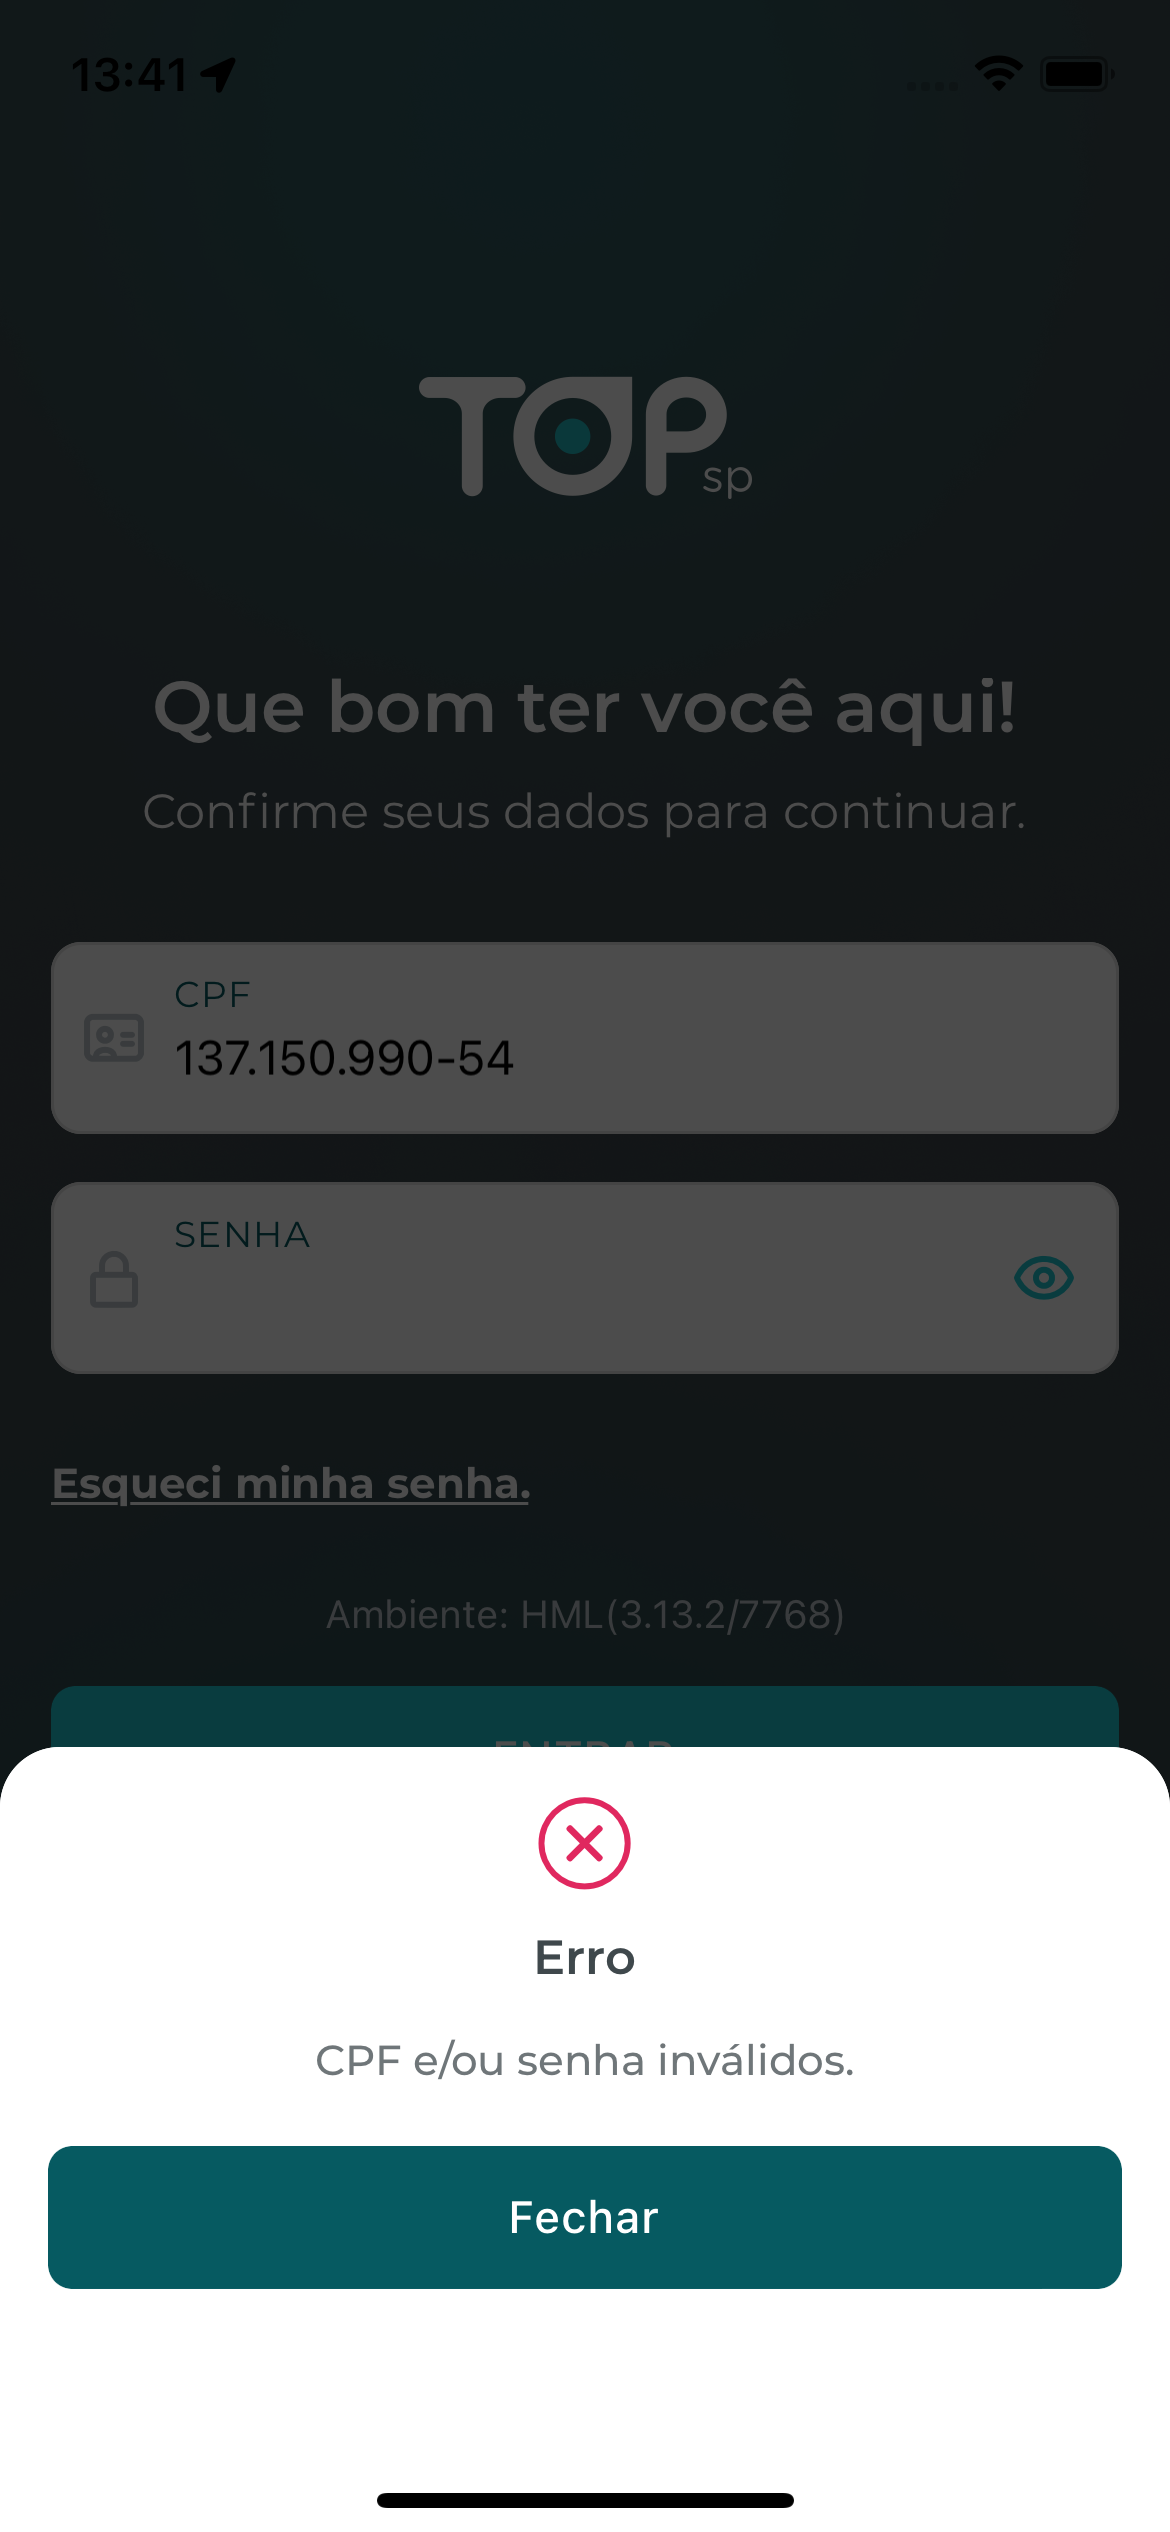 13:41
TOP
sp
Que bom ter você aqui!
Confirme seus dados para continuar.
CPF
137.150.990-54
SENHA
Esqueci minha senha.
Ambiente: HML(3.13.2/7768)
ENTRAR
Erro
CPF e/ou senha inválidos.
Fechar